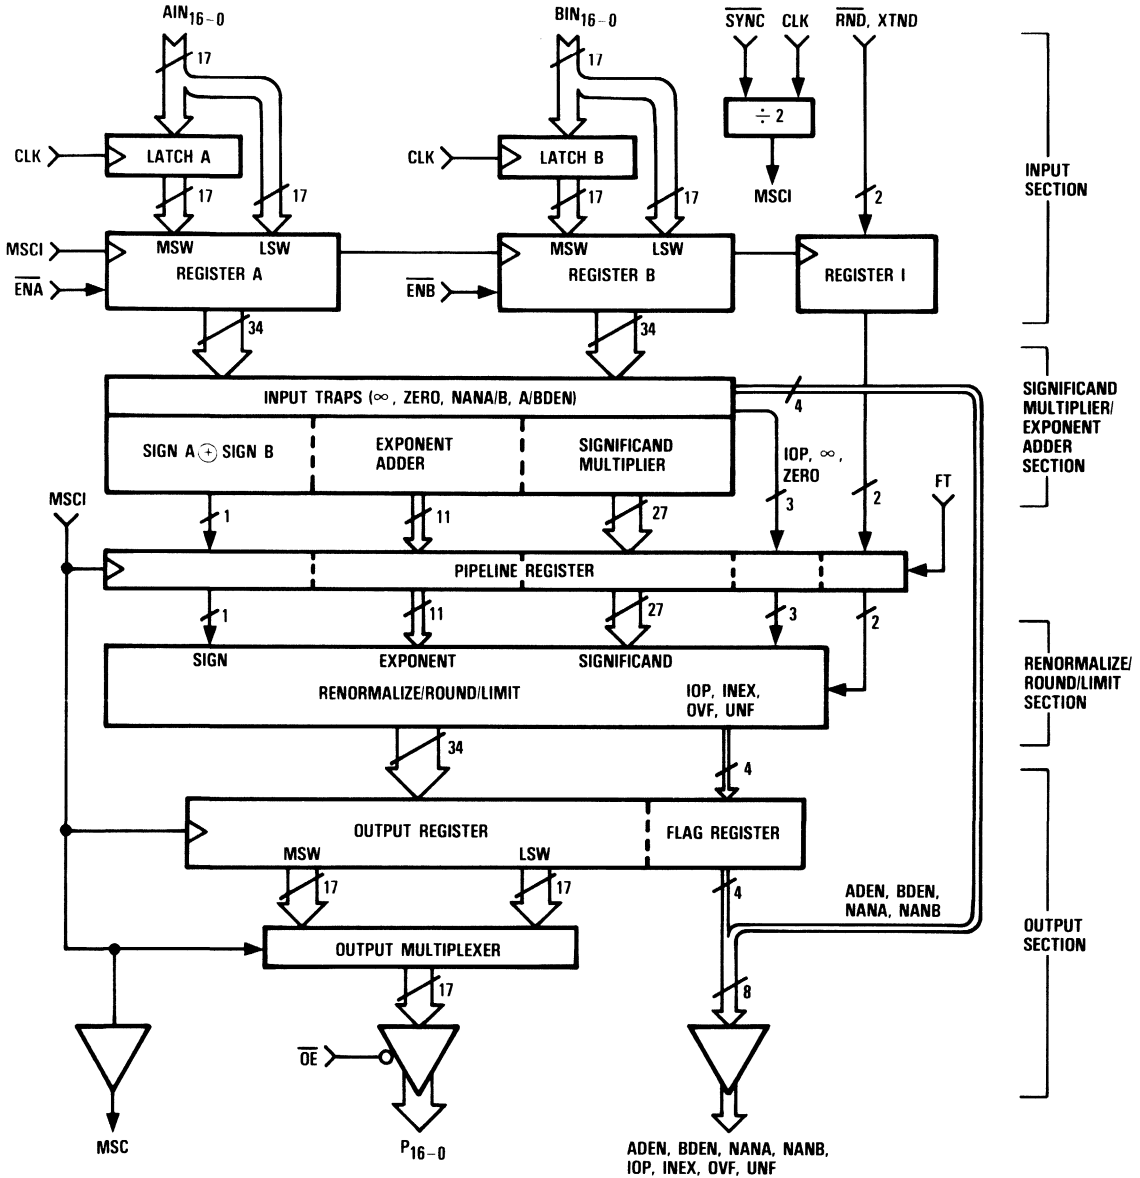 AIN16–0
BIN16–0
SYNC CLK
RND, XTND
17
17
÷ 2
CLK
LATCH A
CLK
LATCH B
INPUT
SECTION
17
17
17
17
MSCI
2
MSCI
MSW LSW
REGISTER A
MSW LSW
REGISTER B
REGISTER I
ENA
ENB
34
34
INPUT TRAPS (∞, ZERO, NANA/B, A/BDEN)
4
SIGNIFICAND
MULTIPLIER/
EXPONENT
ADDER
SECTION
SIGN A + SIGN B
EXPONENT
ADDER
SIGNIFICAND
MULTIPLIER
IOP, ∞,
ZERO
MSCI
FT
1
11
27
3
2
PIPELINE REGISTER
1
11
27
3
2
SIGN
EXPONENT
SIGNIFICAND
RENORMALIZE/ROUND/LIMIT
IOP, INEX,
OVF, UNF
RENORMALIZE/
ROUND/LIMIT
SECTION
34
4
OUTPUT REGISTER
FLAG REGISTER
MSW
LSW
17
17
4
ADEN, BDEN,
NANA, NANB
OUTPUT
SECTION
OUTPUT MULTIPLEXER
17
8
OE
MSC
P16–0
ADEN, BDEN, NANA, NANB,
IOP, INEX, OVF, UNF